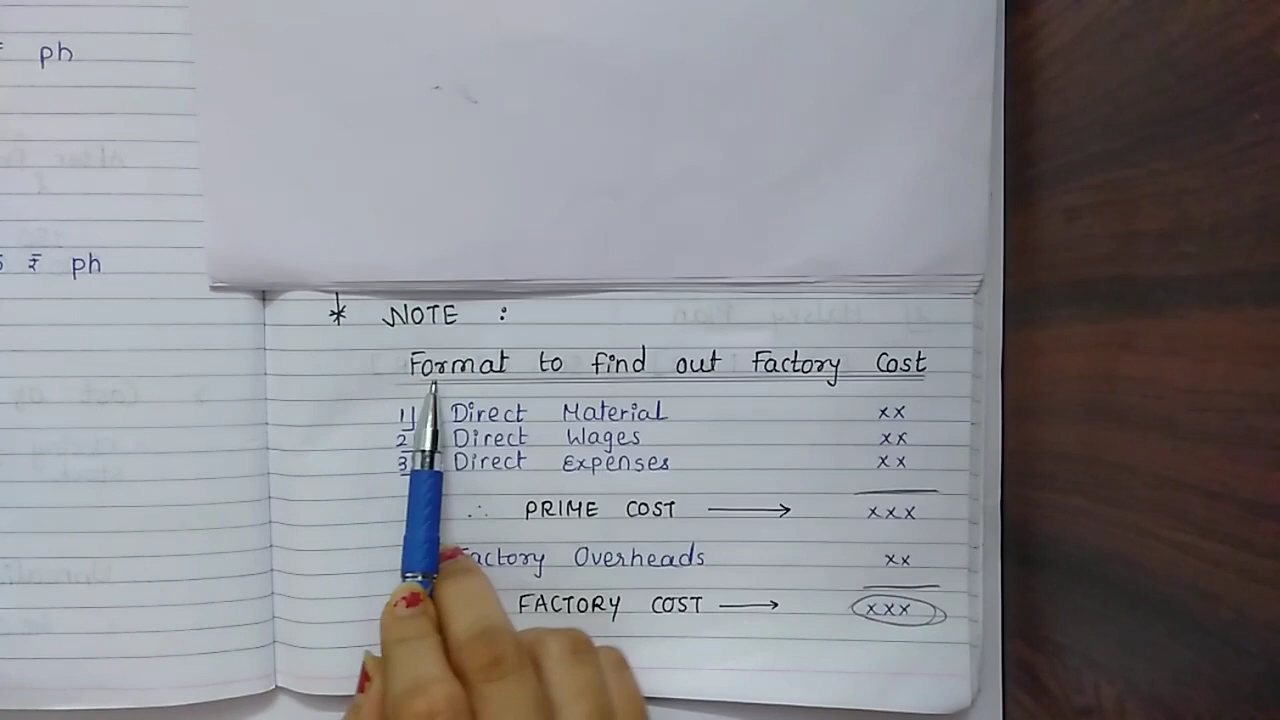 ph
₹ ph
* NOTE :
Format to find out Factory Cost
1] Direct Material xx
2 Direct Wages xx
3 Direct Expenses xx
∴ PRIME COST → xxx
Factory Overheads xx
FACTORY COST → xxx